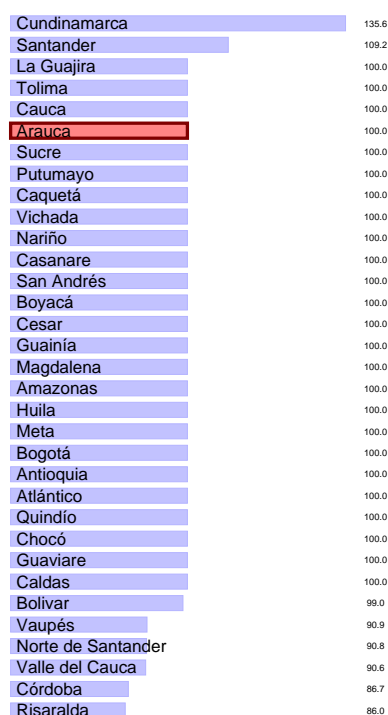 Cundinamarca 135.6
Santander 109.2
La Guajira 100.0
Tolima 100.0
Cauca 100.0
Arauca 100.0
Sucre 100.0
Putumayo 100.0
Caquetá 100.0
Vichada 100.0
Nariño 100.0
Casanare 100.0
San Andrés 100.0
Boyacá 100.0
Cesar 100.0
Guainía 100.0
Magdalena 100.0
Amazonas 100.0
Huila 100.0
Meta 100.0
Bogotá 100.0
Antioquia 100.0
Atlántico 100.0
Quindío 100.0
Chocó 100.0
Guaviare 100.0
Caldas 100.0
Bolivar 99.0
Vaupés 90.9
Norte de Santander 90.8
Valle del Cauca 90.6
Córdoba 86.7
Risaralda 86.0